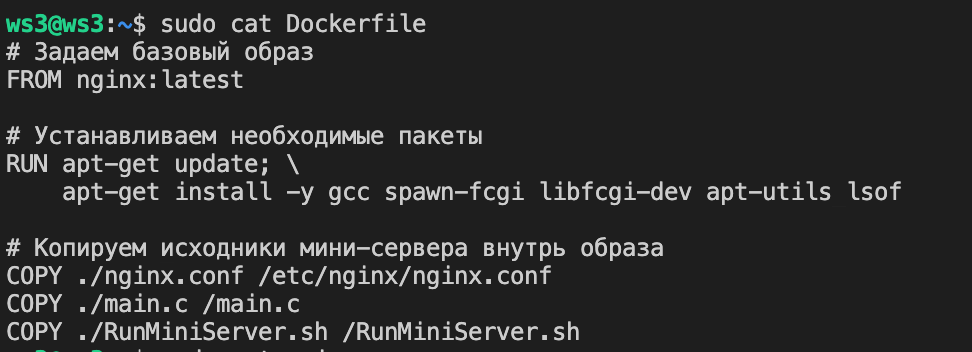 ws3@ws3:~$ sudo cat Dockerfile
# Задаем базовый образ
FROM nginx:latest

# Устанавливаем необходимые пакеты
RUN apt-get update; \
    apt-get install -y gcc spawn-fcgi libfcgi-dev apt-utils lsof

# Копируем исходники мини-сервера внутрь образа
COPY ./nginx.conf /etc/nginx/nginx.conf
COPY ./main.c /main.c
COPY ./RunMiniServer.sh /RunMiniServer.sh